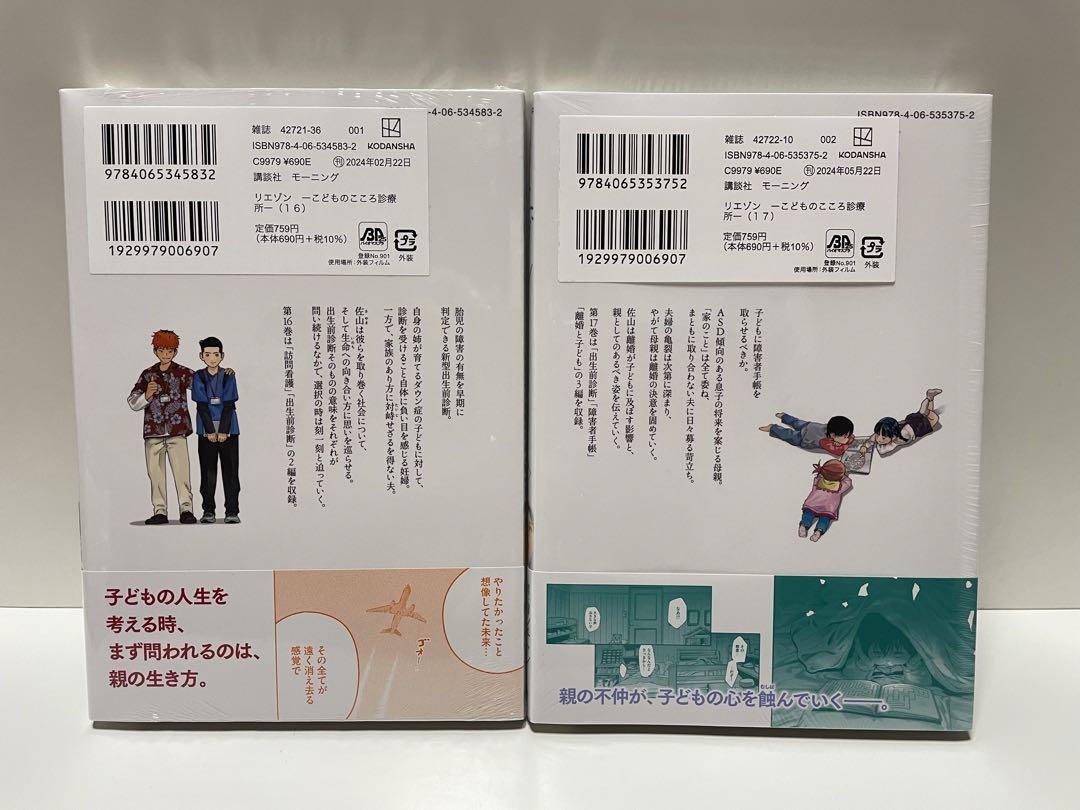 -4-06-534583-2
雑誌 42721-36 001
ISBN978-4-06-534583-2
KODANSHA
C9979 ¥690E
刊 2024年02月22日
9784065345832
講談社 モーニング
リエゾン ーこどものこころ診療
所ー(16)
定価759円
(本体690円+税10%)
1929979006907
バイオマスプラ
登録No.901
使用場所:外装フィルム
プラ
外装
胎児の障害の有無を早期に
判定できる新型出生前診断、
自身の姉が育てるダウン症の子どもに対して、
診断を受けること自体に負い目を感じる妊婦。
一方で、家族のあり方に対峙せざるを得ない夫。
佐山は彼らを取り巻く社会について、
そして生命への向き合い方に思いを巡らせる。
出生前診断そのものの意味をそれぞれが
問い続けるなかで、選択の時は刻一刻と迫っていく。
第16巻は「訪問看護」「出生前診断」の2編を収録。
子どもの人生を
考える時、
まず問われるのは、
親の生き方。
やりたかったこと
想像してた未来…
ゴオー!
その全てが
遠く消え去る
感覚で
ISBN978-4-06-535375-2
雑誌 42722-10 002
ISBN978-4-06-535375-2
KODANSHA
C9979 ¥690E
刊 2024年05月22日
9784065353752
講談社 モーニング
リエゾン ーこどものこころ診療
所ー(17)
定価759円
(本体690円+税10%)
1929979006907
バイオマスプラ
登録No.901
使用場所:外装フィルム
プラ
外装
子どもに障害者手帳を
取らせるべきか。
ASD傾向のある息子の将来を案じる母親。
「家のこと」は全て委ね、
まともに取り合わない夫に日々募る苛立ち。
夫婦の亀裂は次第に深まり、
やがて母親は離婚の決意を固めていく。
佐山は離婚が子どもに及ぼす影響と、
親としてのあるべき姿を伝えていく。
第17巻は「出生前診断」「障害者手帳」
「離婚と子ども」の3編を収録。
親の不仲が、子どもの心を蝕んでいく──。